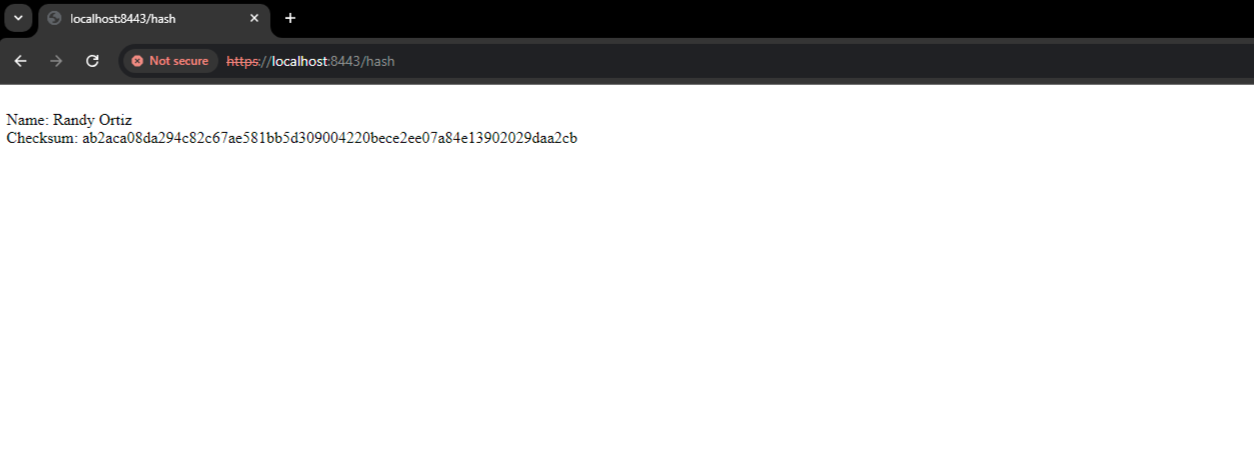 localhost:8443/hash
Not secure https://localhost:8443/hash
Name: Randy Ortiz
Checksum: ab2aca08da294c82c67ae581bb5d309004220bece2ee07a84e13902029daa2cb